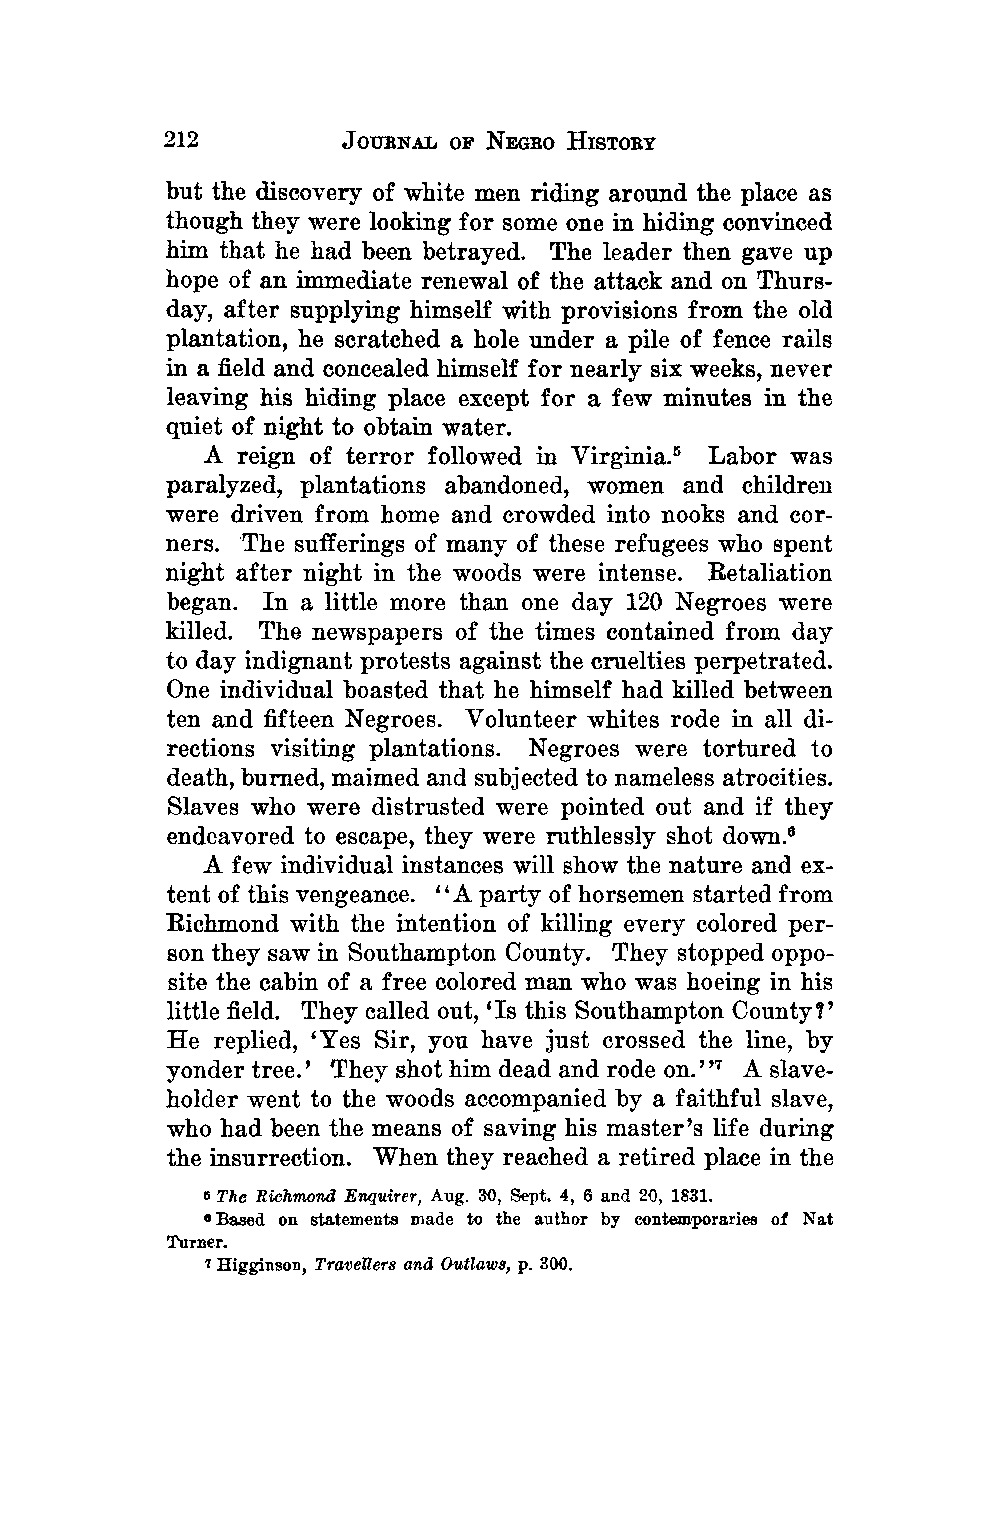 212 JOURNAL OF NEGRO HISTORY
but the discovery of white men riding around the place as
though they were looking for some one in hiding convinced
him that he had been betrayed. The leader then gave up
hope of an immediate renewal of the attack and on Thurs-
day, after supplying himself with provisions from the old
plantation, he scratched a hole under a pile of fence rails
in a field and concealed himself for nearly six weeks, never
leaving his hiding place except for a few minutes in the
quiet of night to obtain water.
A reign of terror followed in Virginia.⁵ Labor was
paralyzed, plantations abandoned, women and children
were driven from home and crowded into nooks and cor-
ners. The sufferings of many of these refugees who spent
night after night in the woods were intense. Retaliation
began. In a little more than one day 120 Negroes were
killed. The newspapers of the times contained from day
to day indignant protests against the cruelties perpetrated.
One individual boasted that he himself had killed between
ten and fifteen Negroes. Volunteer whites rode in all di-
rections visiting plantations. Negroes were tortured to
death, burned, maimed and subjected to nameless atrocities.
Slaves who were distrusted were pointed out and if they
endeavored to escape, they were ruthlessly shot down.⁶
A few individual instances will show the nature and ex-
tent of this vengeance. "A party of horsemen started from
Richmond with the intention of killing every colored per-
son they saw in Southampton County. They stopped oppo-
site the cabin of a free colored man who was hoeing in his
little field. They called out, 'Is this Southampton County?'
He replied, 'Yes Sir, you have just crossed the line, by
yonder tree.' They shot him dead and rode on.'"⁷ A slave-
holder went to the woods accompanied by a faithful slave,
who had been the means of saving his master's life during
the insurrection. When they reached a retired place in the
⁵ The Richmond Enquirer, Aug. 30, Sept. 4, 6 and 20, 1831.
⁶ Based on statements made to the author by contemporaries of Nat
Turner.
⁷ Higginson, Travellers and Outlaws, p. 300.